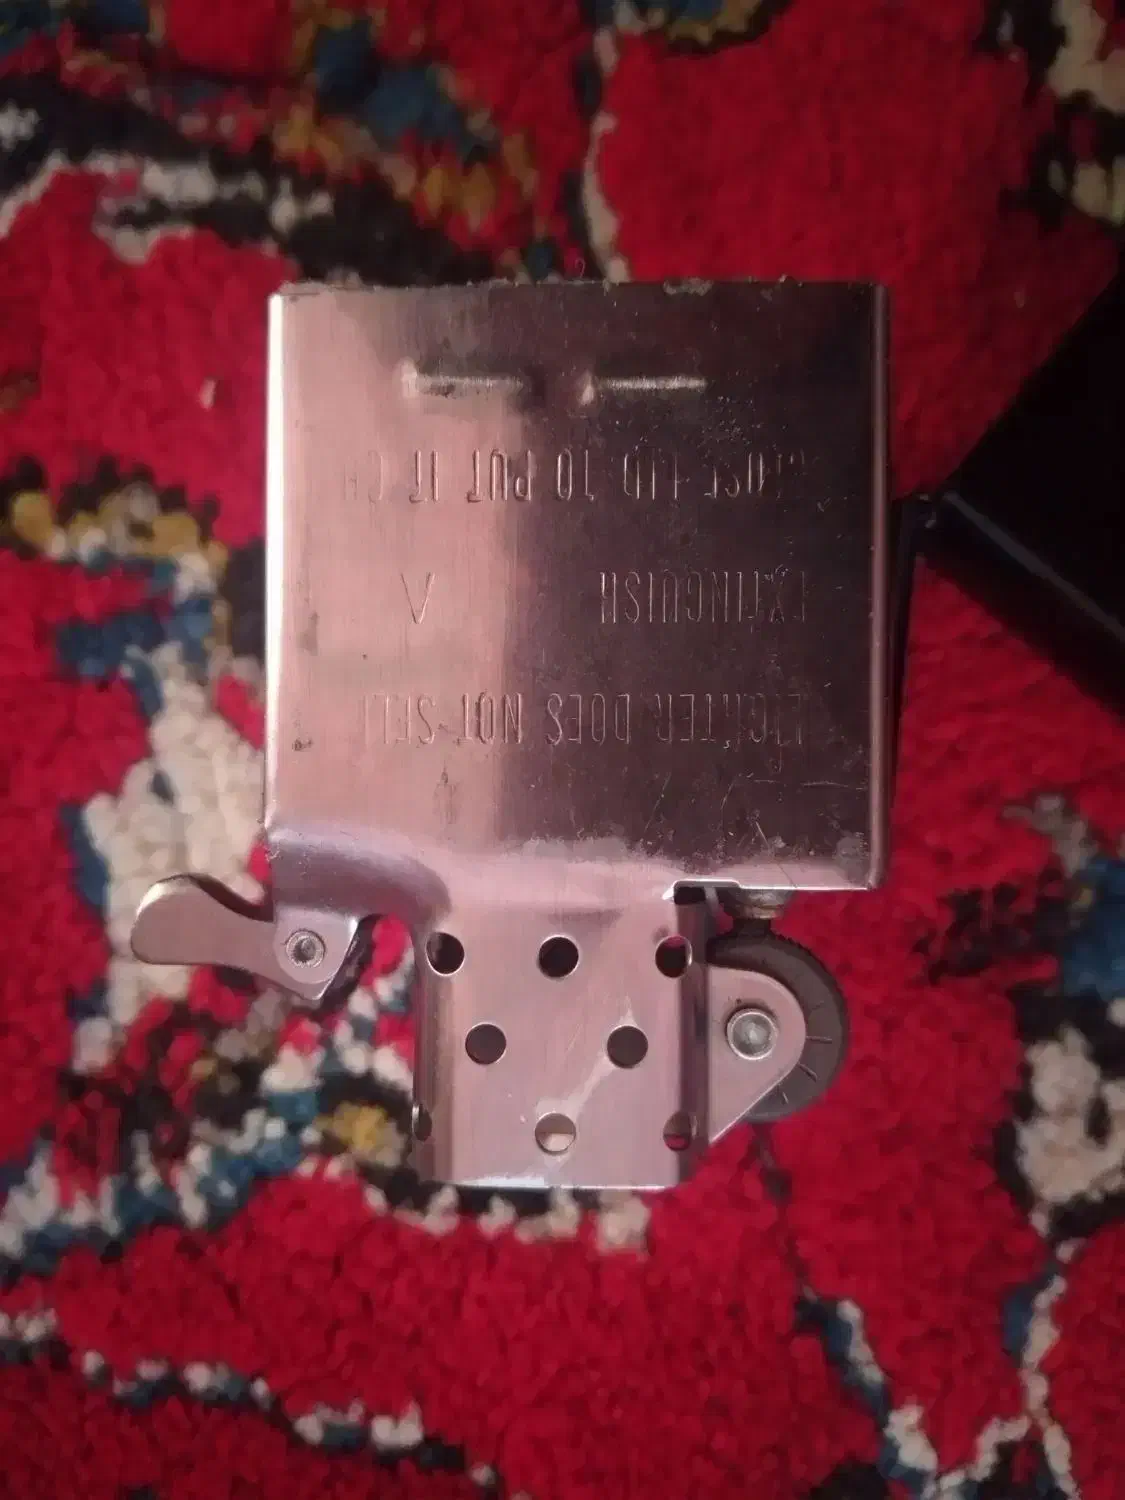 LIGHTER DOES NOT SELF
EXTINGUISH V
CLOSE LID TO PUT IT